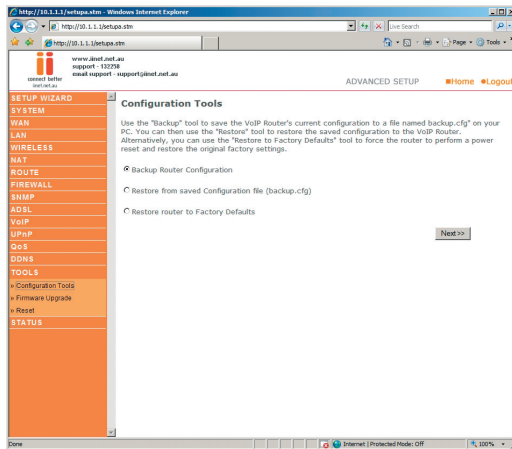 http://10.1.1.1/setupa.stm - Windows Internet Explorer
http://10.1.1.1/setupa.stm
Live Search
http://10.1.1.1/setupa.stm
Page
Tools
www.iinet.net.au
support - 132258
email support - support@iinet.net.au
connect better
iinet.net.au
ADVANCED SETUP
Home
Logout
SETUP WIZARD
SYSTEM
WAN
LAN
WIRELESS
NAT
ROUTE
FIREWALL
SNMP
ADSL
VoIP
UPnP
QoS
DDNS
TOOLS
» Configuration Tools
» Firmware Upgrade
» Reset
STATUS
Configuration Tools
Use the "Backup" tool to save the VoIP Router's current configuration to a file named backup.cfg" on your
PC. You can then use the "Restore" tool to restore the saved configuration to the VoIP Router.
Alternatively, you can use the "Restore to Factory Defaults" tool to force the router to perform a power
reset and restore the original factory settings.
Backup Router Configuration
Restore from saved Configuration file (backup.cfg)
Restore router to Factory Defaults
Next >>
Done
Internet | Protected Mode: Off
100%